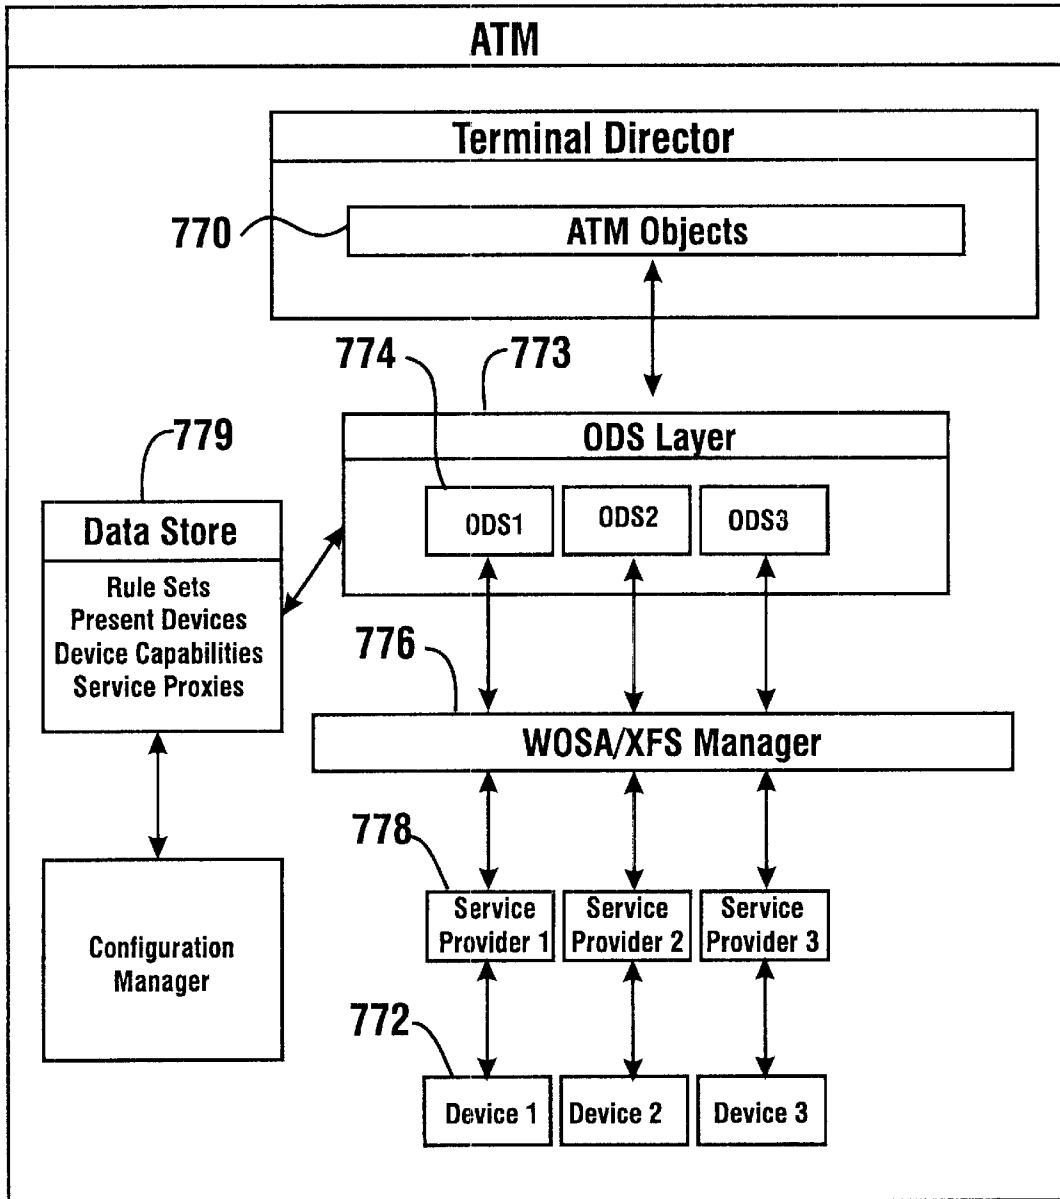 ATM
Terminal Director
770
ATM Objects
774
773
779
ODS Layer
Data Store
ODS1
ODS2
ODS3
Rule Sets
Present Devices
Device Capabilities
Service Proxies
776
WOSA/XFS Manager
778
Configuration
Manager
Service
Provider 1
Service
Provider 2
Service
Provider 3
772
Device 1
Device 2
Device 3